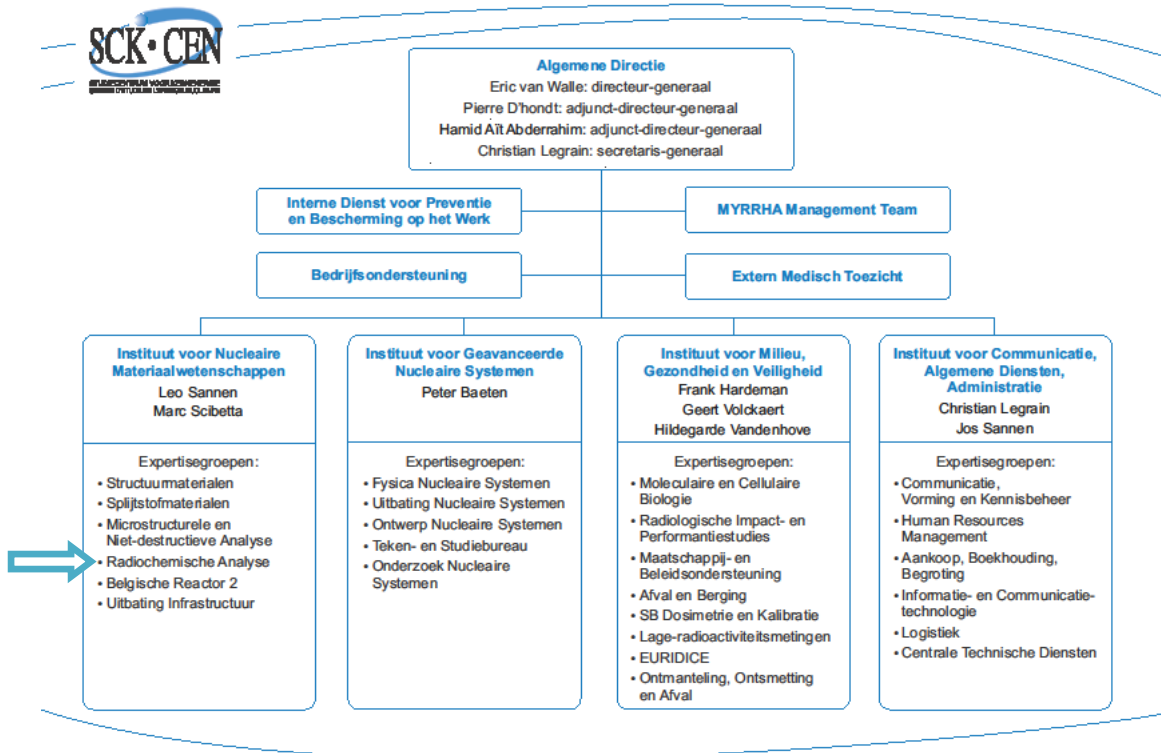 SCK•CEN
Algemene Directie
Eric van Walle: directeur-generaal
Pierre D'hondt: adjunct-directeur-generaal
Hamid Aït Abderrahim: adjunct-directeur-generaal
Christian Legrain: secretaris-generaal
Interne Dienst voor Preventie
en Bescherming op het Werk
MYRRHA Management Team
Bedrijfsondersteuning
Extern Medisch Toezicht
Instituut voor Nucleaire
Materiaalwetenschappen
Leo Sannen
Marc Scibetta
Expertisegroepen:
• Structuurmaterialen
• Splijtstofmaterialen
• Microstructurele en
Niet-destructieve Analyse
• Radiochemische Analyse
• Belgische Reactor 2
• Uitbating Infrastructuur
Instituut voor Geavanceerde
Nucleaire Systemen
Peter Baeten
Expertisegroepen:
• Fysica Nucleaire Systemen
• Uitbating Nucleaire Systemen
• Ontwerp Nucleaire Systemen
• Teken- en Studiebureau
• Onderzoek Nucleaire
Systemen
Instituut voor Milieu,
Gezondheid en Veiligheid
Frank Hardeman
Geert Volckaert
Hildegarde Vandenhove
Expertisegroepen:
• Moleculaire en Cellulaire
Biologie
• Radiologische Impact- en
Performantiestudies
• Maatschappij- en
Beleidsondersteuning
• Afval en Berging
• SB Dosimetrie en Kalibratie
• Lage-radioactiviteitsmetingen
• EURIDICE
• Ontmanteling, Ontsmetting
en Afval
Instituut voor Communicatie,
Algemene Diensten,
Administratie
Christian Legrain
Jos Sannen
Expertisegroepen:
• Communicatie,
Vorming en Kennisbeheer
• Human Resources
Management
• Aankoop, Boekhouding,
Begroting
• Informatie- en Communicatie-
technologie
• Logistiek
• Centrale Technische Diensten